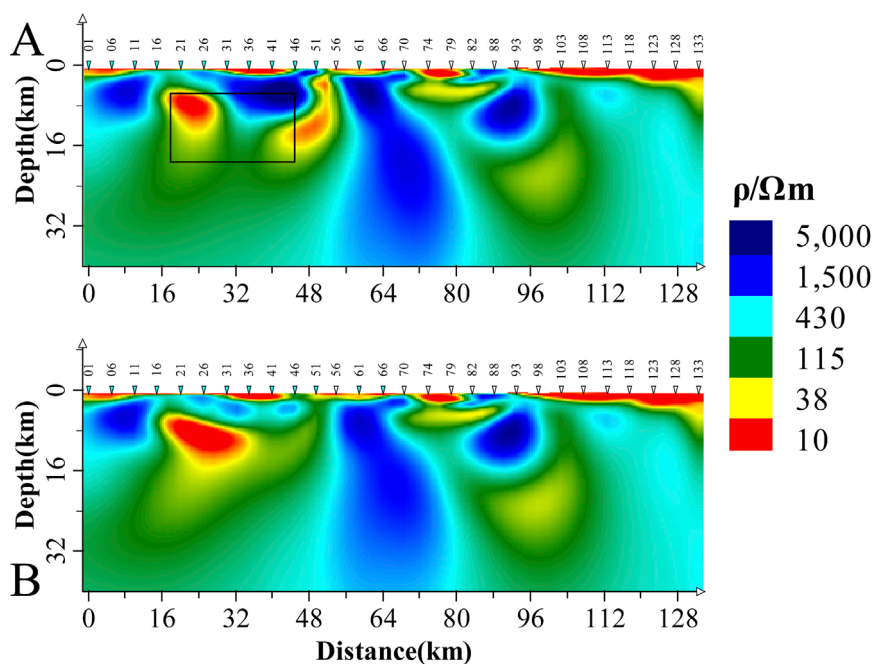 A
01 06 11 16 21 26 31 36 41 46 51 56 61 66 70 74 79 82 88 93 98 103 108 113 118 123 128 133
Depth(km)
0
16
32
0 16 32 48 64 80 96 112 128
ρ/Ωm
5,000
1,500
430
115
38
10
B
01 06 11 16 21 26 31 36 41 46 51 56 61 66 70 74 79 82 88 93 98 103 108 113 118 123 128 133
Depth(km)
0
16
32
0 16 32 48 64 80 96 112 128
Distance(km)